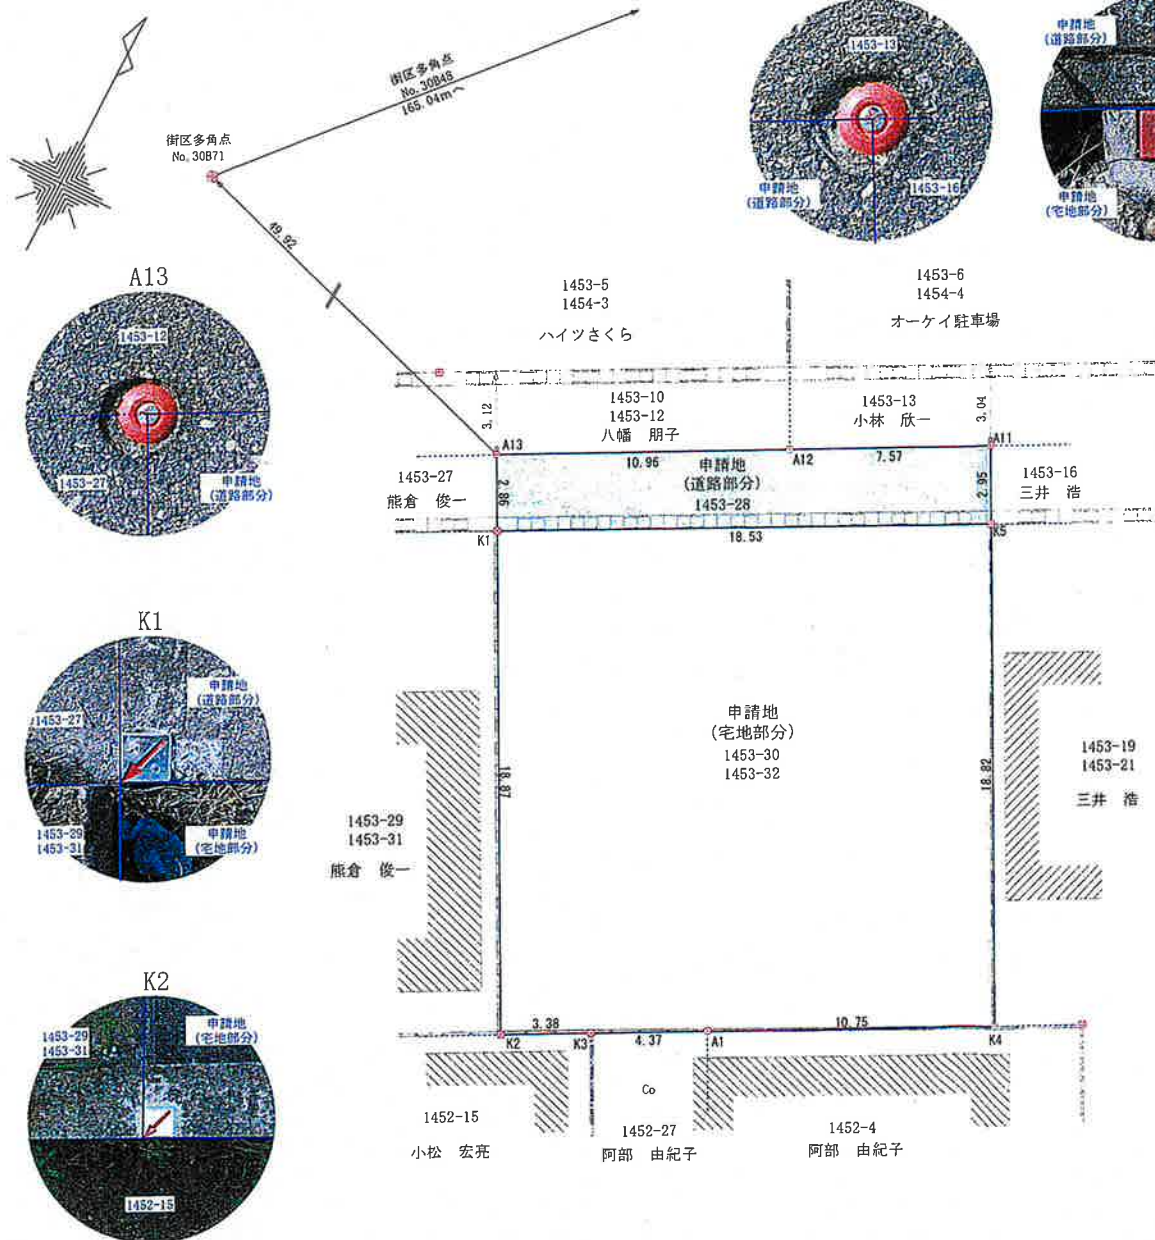 街区多角点
No. 30B48
165.04mへ
街区多角点
No. 30B71
49.92
1453-13
申請地
(道路部分)
1453-16
申請地
(道路部分)
申請地
(宅地部分)
A13
1453-12
1453-27
申請地
(道路部分)
1453-5
1454-3
ハイツさくら
1453-6
1454-4
オーケイ駐車場
3.12
1453-10
1453-12
八幡 朋子
1453-13
小林 欣一
3.04
A13
10.96
A12
7.57
A11
1453-27
熊倉 俊一
2.86
申請地
(道路部分)
1453-28
2.95
1453-16
三井 浩
K1
18.53
K5
K1
申請地
(道路部分)
1453-27
1453-29
1453-31
申請地
(宅地部分)
申請地
(宅地部分)
1453-30
1453-32
18.87
18.82
1453-19
1453-21
三井 浩
1453-29
1453-31
熊倉 俊一
K2
1453-29
1453-31
申請地
(宅地部分)
1452-15
3.38
10.75
K2
K3
4.37
A1
K4
Co
1452-15
小松 宏亮
1452-27
阿部 由紀子
1452-4
阿部 由紀子